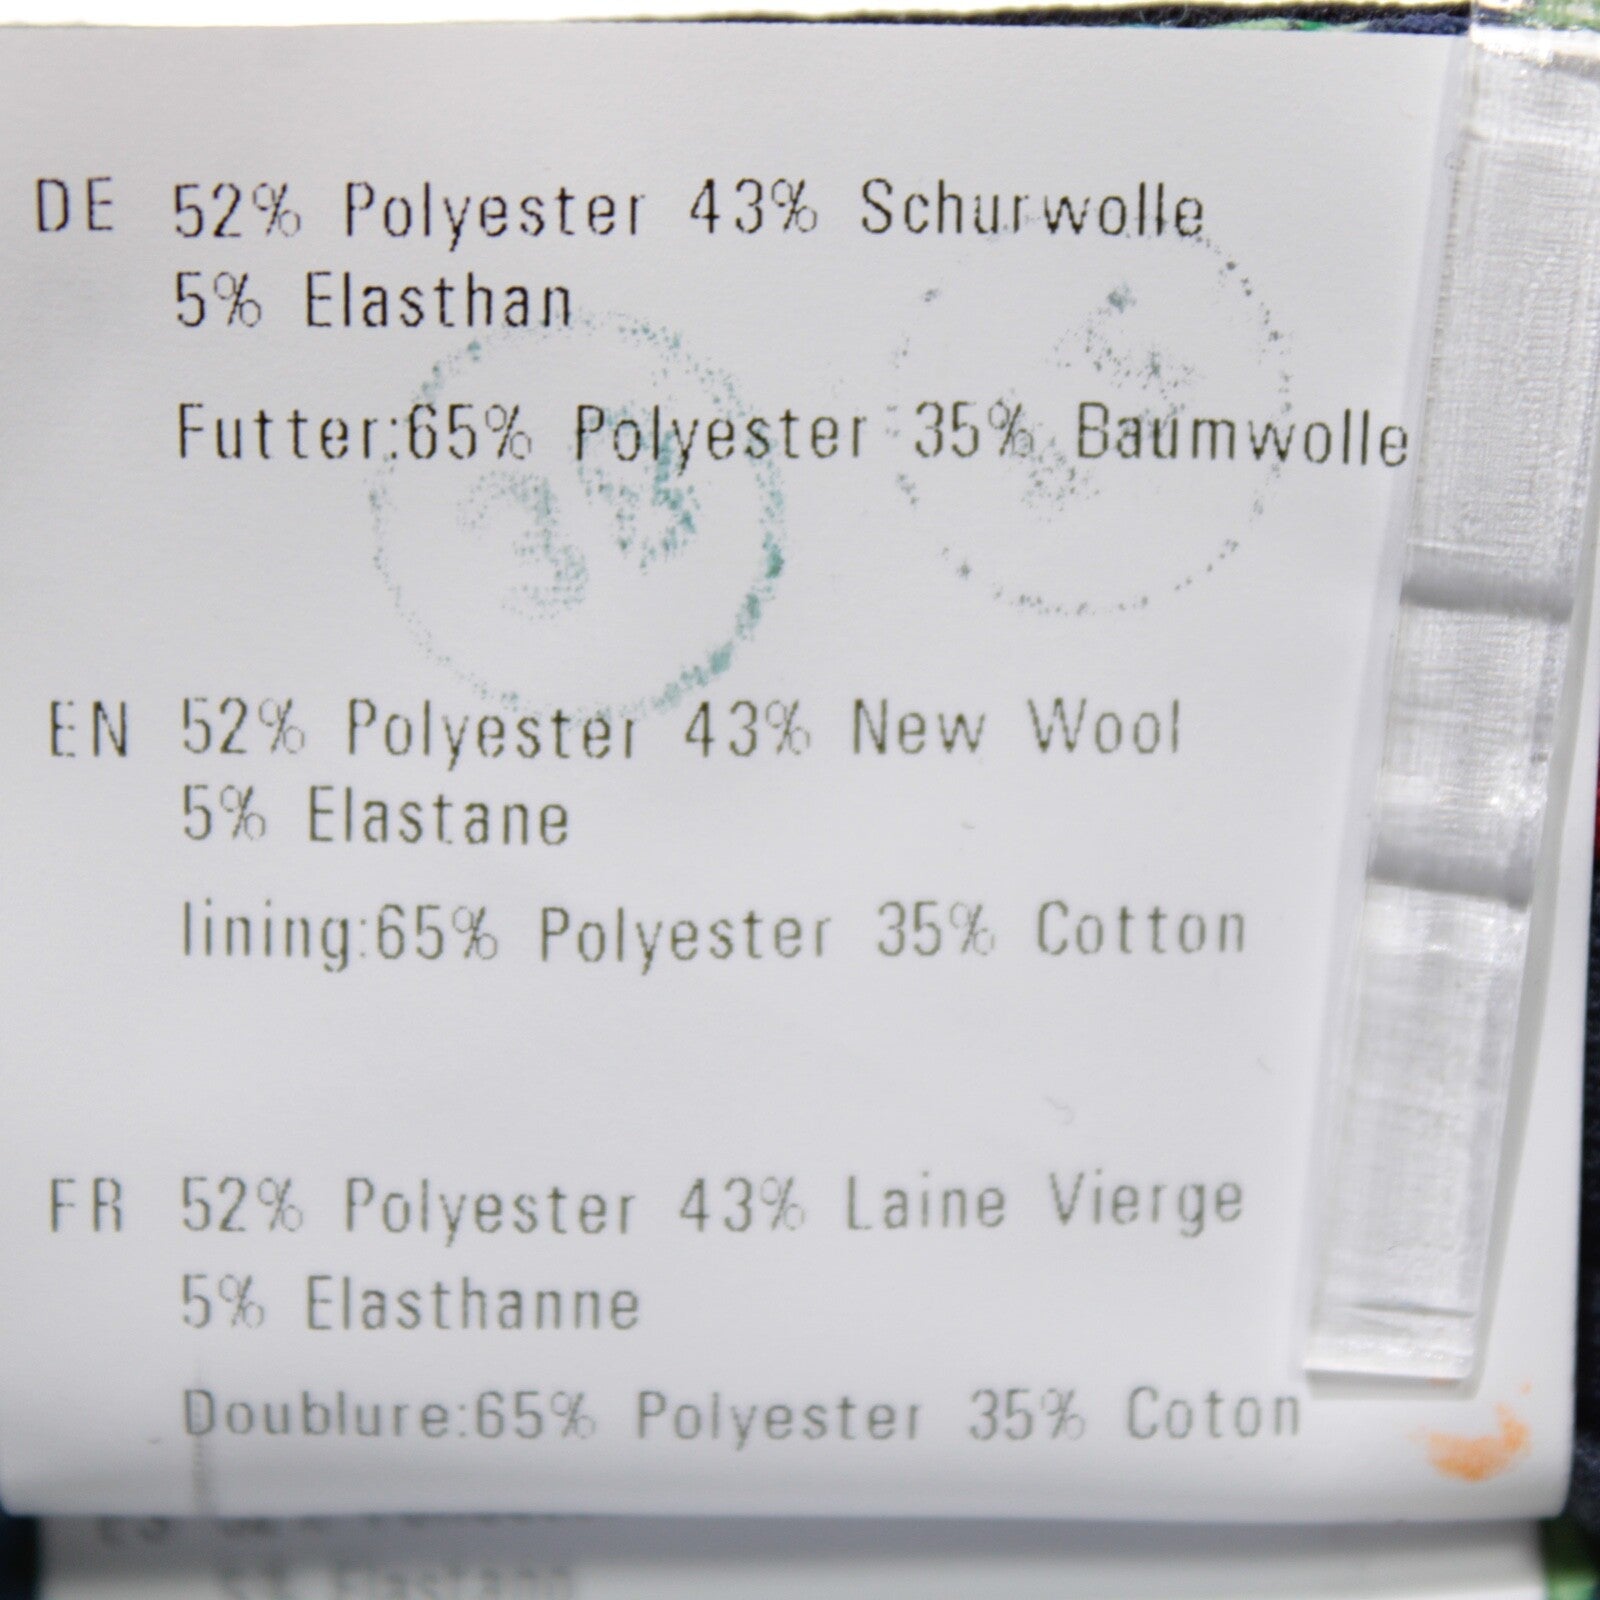 DE 52% Polyester 43% Schurwolle
5% Elasthan
Futter:65% Polyester 35% Baumwolle
EN 52% Polyester 43% New Wool
5% Elastane
lining:65% Polyester 35% Cotton
FR 52% Polyester 43% Laine Vierge
5% Elasthanne
Doublure:65% Polyester 35% Coton